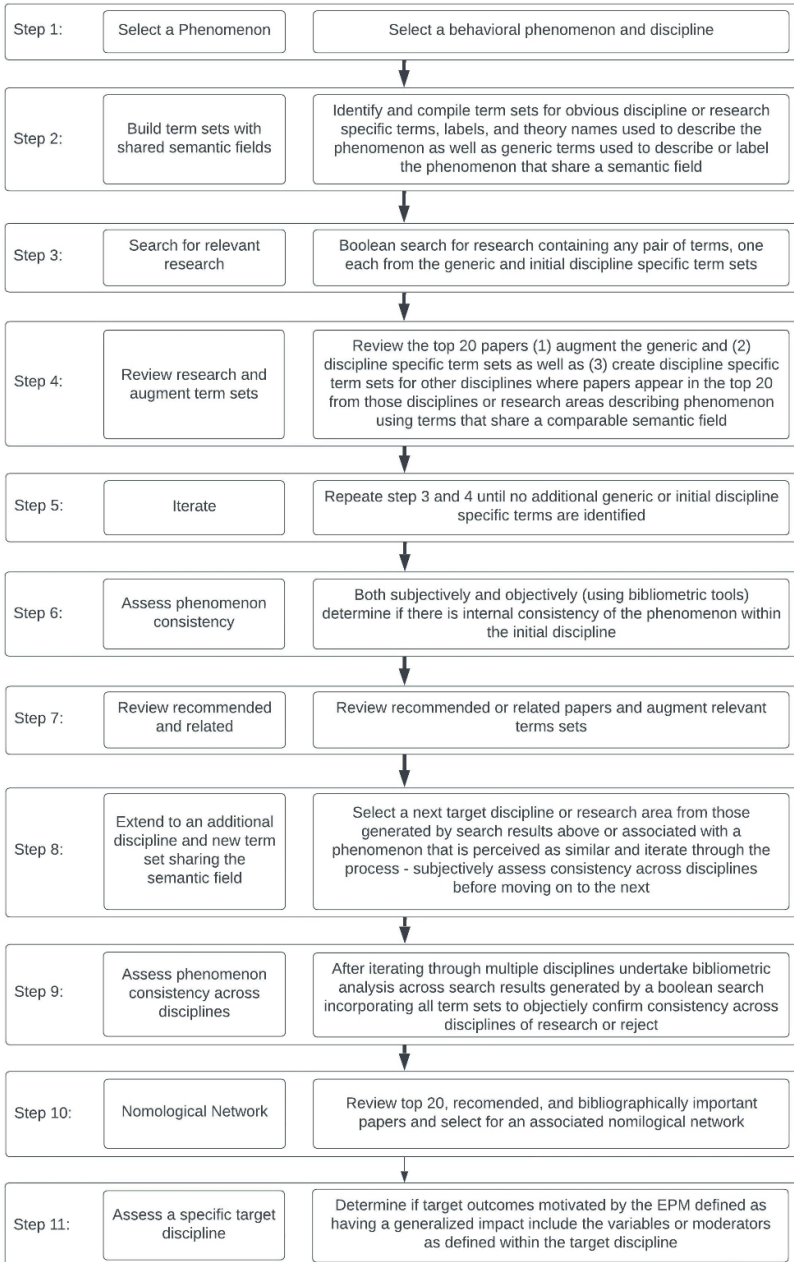 Step 1:
Select a Phenomenon
Select a behavioral phenomenon and discipline
Step 2:
Build term sets with
shared semantic fields
Identify and compile term sets for obvious discipline or research
specific terms, labels, and theory names used to describe the
phenomenon as well as generic terms used to describe or label
the phenomenon that share a semantic field
Step 3:
Search for relevant
research
Boolean search for research containing any pair of terms, one
each from the generic and initial discipline specific term sets
Step 4:
Review research and
augment term sets
Review the top 20 papers (1) augment the generic and (2)
discipline specific term sets as well as (3) create discipline specific
term sets for other disciplines where papers appear in the top 20
from those disciplines or research areas describing phenomenon
using terms that share a comparable semantic field
Step 5:
Iterate
Repeate step 3 and 4 until no additional generic or initial discipline
specific terms are identified
Step 6:
Assess phenomenon
consistency
Both subjectively and objectively (using bibliometric tools)
determine if there is internal consistency of the phenomenon within
the initial discipline
Step 7:
Review recommended
and related
Review recommended or related papers and augment relevant
terms sets
Step 8:
Extend to an additional
discipline and new term
set sharing the
semantic field
Select a next target discipline or research area from those
generated by search results above or associated with a
phenomenon that is perceived as similar and iterate through the
process - subjectively assess consistency across disciplines
before moving on to the next
Step 9:
Assess phenomenon
consistency across
disciplines
After iterating through multiple disciplines undertake bibliometric
analysis across search results generated by a boolean search
incorporating all term sets to objectiely confirm consistency across
disciplines of research or reject
Step 10:
Nomological Network
Review top 20, recomended, and bibliographically important
papers and select for an associated nomilogical network
Step 11:
Assess a specific target
discipline
Determine if target outcomes motivated by the EPM defined as
having a generalized impact include the variables or moderators
as defined within the target discipline